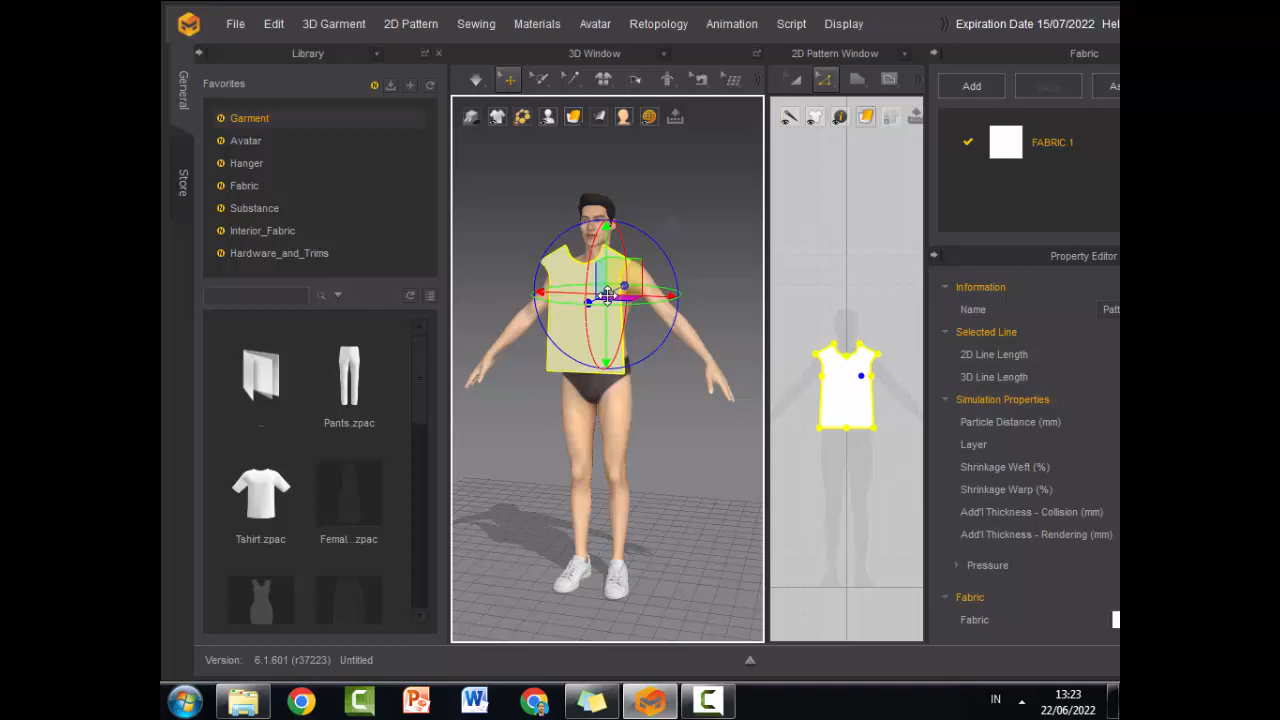 File Edit 3D Garment 2D Pattern Sewing Materials Avatar Retopology Animation Script Display Expiration Date 15/07/2022 Hel
Library 3D Window 2D Pattern Window Fabric
General
Store
Favorites
Garment
Avatar
Hanger
Fabric
Substance
Interior_Fabric
Hardware_and_Trims
..
Pants.zpac
Tshirt.zpac Femal...zpac
Add As
FABRIC 1
Property Editor
Information
Name Patt
Selected Line
2D Line Length
3D Line Length
Simulation Properties
Particle Distance (mm)
Layer
Shrinkage Weft (%)
Shrinkage Warp (%)
Add'l Thickness - Collision (mm)
Add'l Thickness - Rendering (mm)
Pressure
Fabric
Fabric
Version: 6.1.601 (r37223) Untitled
IN 13:23
22/06/2022